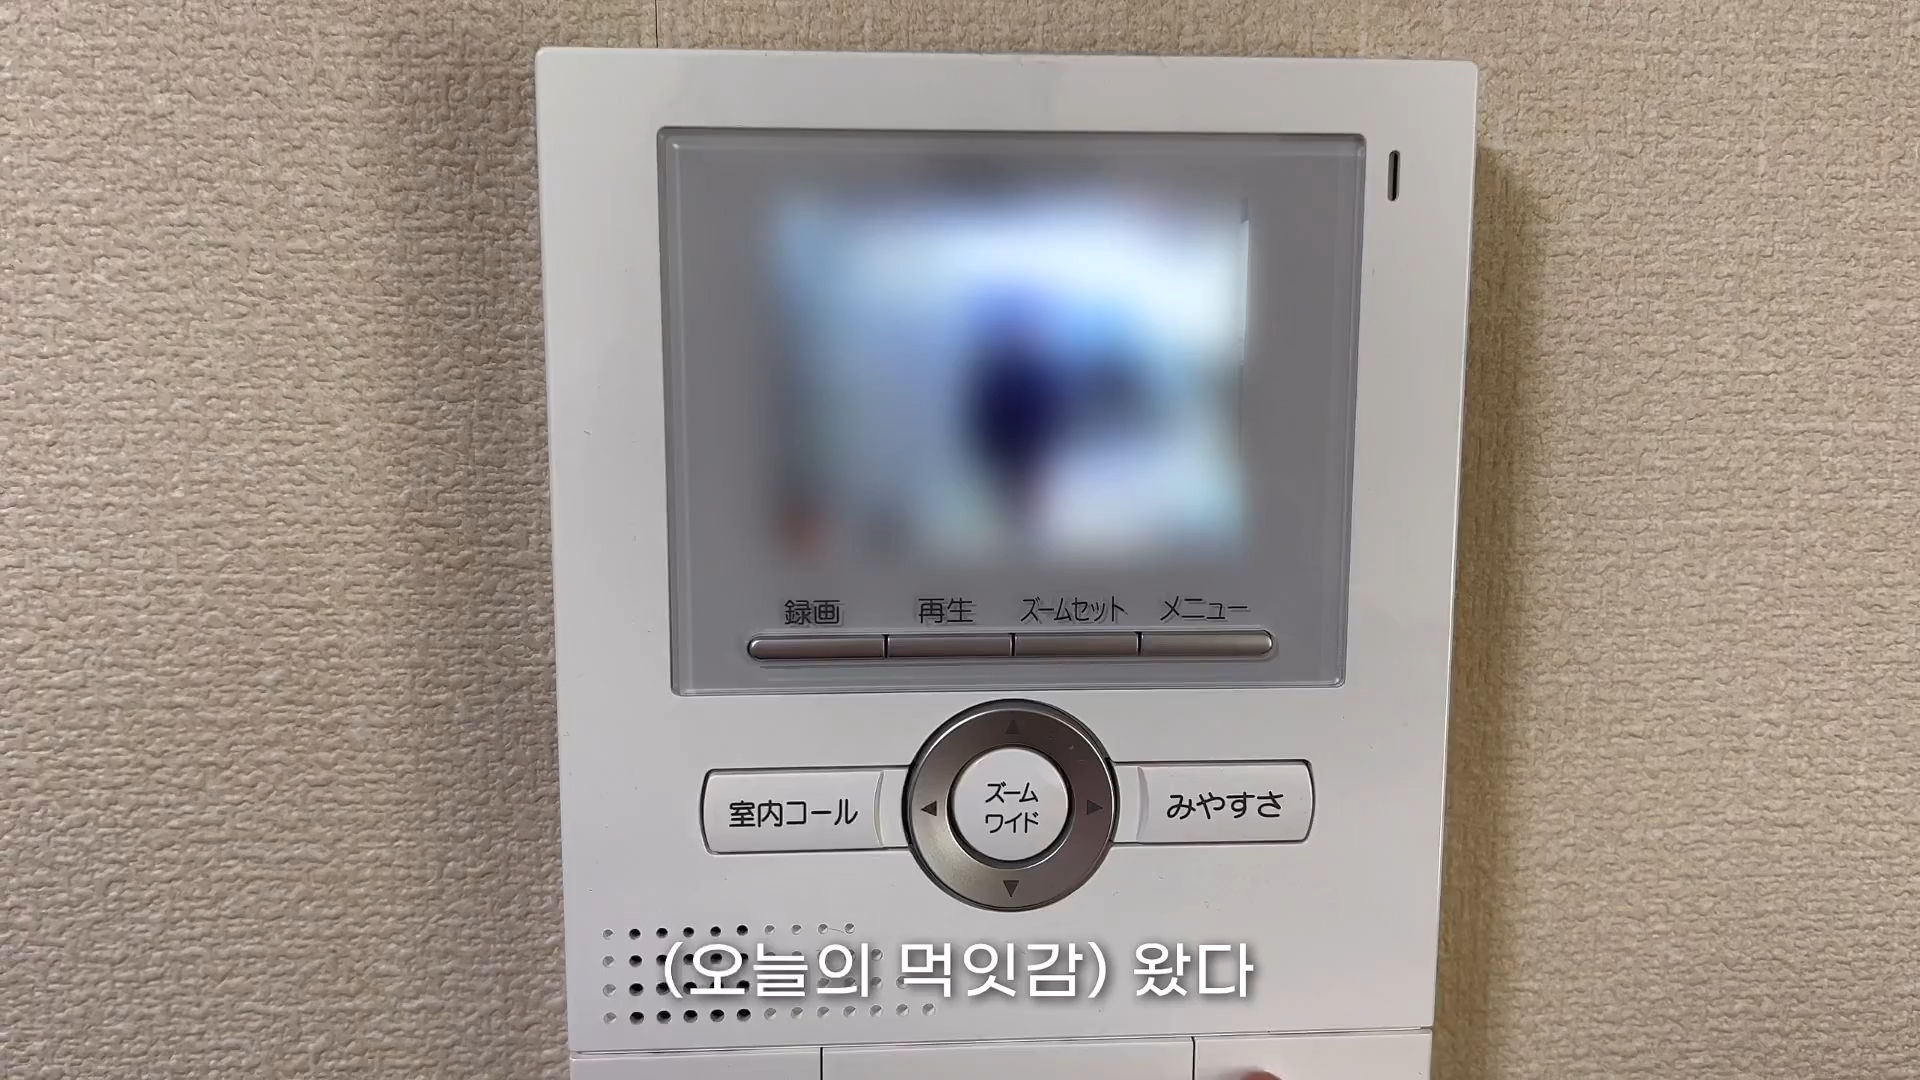 録画 再生 ズームセット メニュー
室内コール ズーム ワイド みやすさ
(오늘의 먹잇감) 왔다